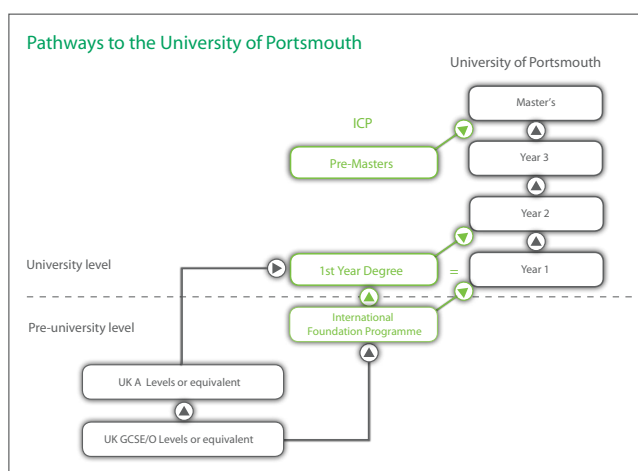 Pathways to the University of Portsmouth
University of Portsmouth
Master's
ICP
Pre-Masters
Year 3
Year 2
University level
1st Year Degree
=
Year 1
Pre-university level
International
Foundation Programme
UK A Levels or equivalent
UK GCSE/O Levels or equivalent